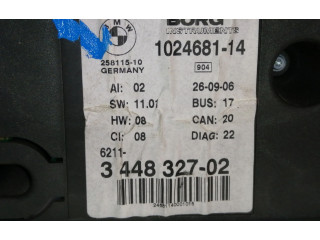 BMW
BORG
INSTRUMENTS
1024681-14
258115-10
GERMANY
904
AI: 02 26-09-06
SW: 11.01 BUS: 17
HW: 08 CAN: 20
CI: 08 DIAG: 22
6211-
3 448 327-02